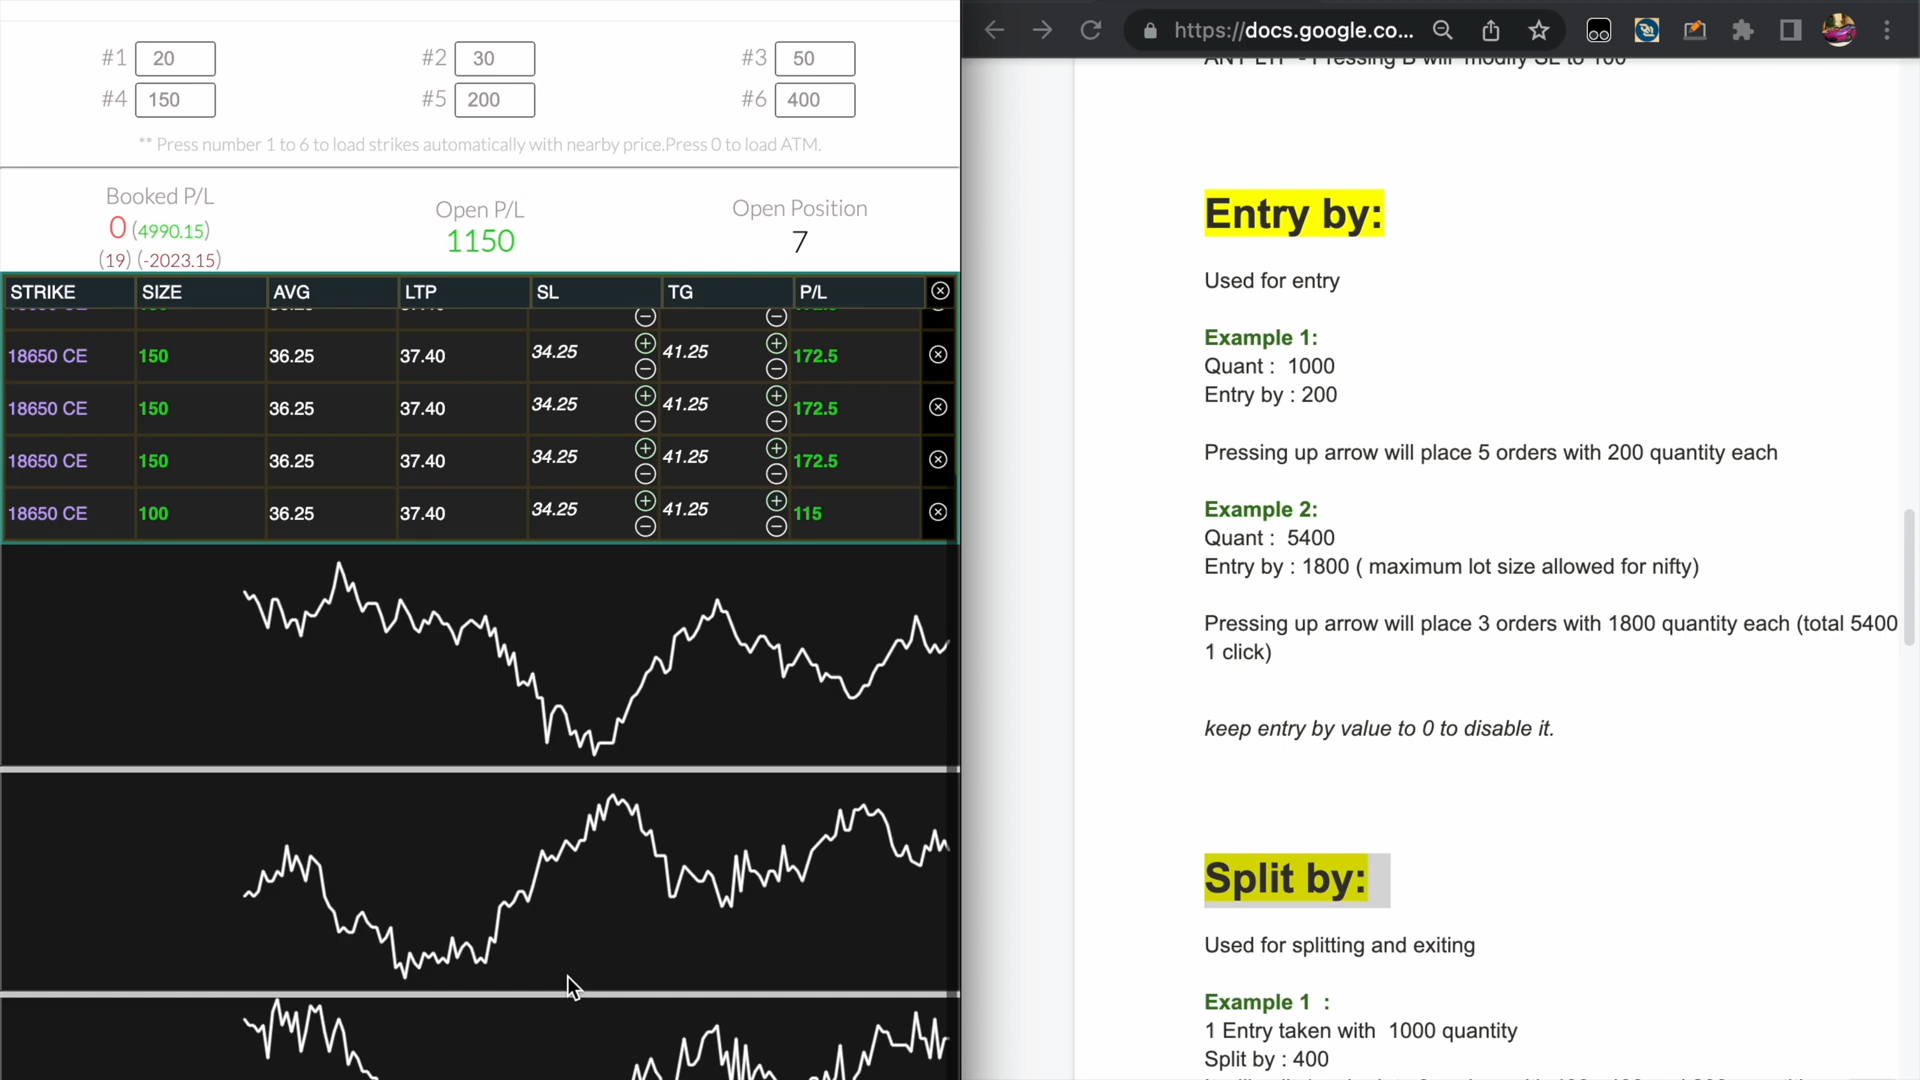 #1 20 #2 30 #3 50
#4 150 #5 200 #6 400
** Press number 1 to 6 to load strikes automatically with nearby price.Press 0 to load ATM.
Booked P/L Open P/L Open Position
0 (4990.15) 1150 7
(19) (-2023.15)
STRIKE SIZE AVG LTP SL TG P/L
18650 CE 150 36.25 37.40 34.25 41.25 172.5
18650 CE 150 36.25 37.40 34.25 41.25 172.5
18650 CE 150 36.25 37.40 34.25 41.25 172.5
18650 CE 100 36.25 37.40 34.25 41.25 115
https://docs.google.co...
ANY LTP - Pressing B will modify SL to 100
Entry by:
Used for entry
Example 1:
Quant : 1000
Entry by : 200
Pressing up arrow will place 5 orders with 200 quantity each
Example 2:
Quant : 5400
Entry by : 1800 ( maximum lot size allowed for nifty)
Pressing up arrow will place 3 orders with 1800 quantity each (total 5400
1 click)
keep entry by value to 0 to disable it.
Split by:
Used for splitting and exiting
Example 1 :
1 Entry taken with 1000 quantity
Split by : 400